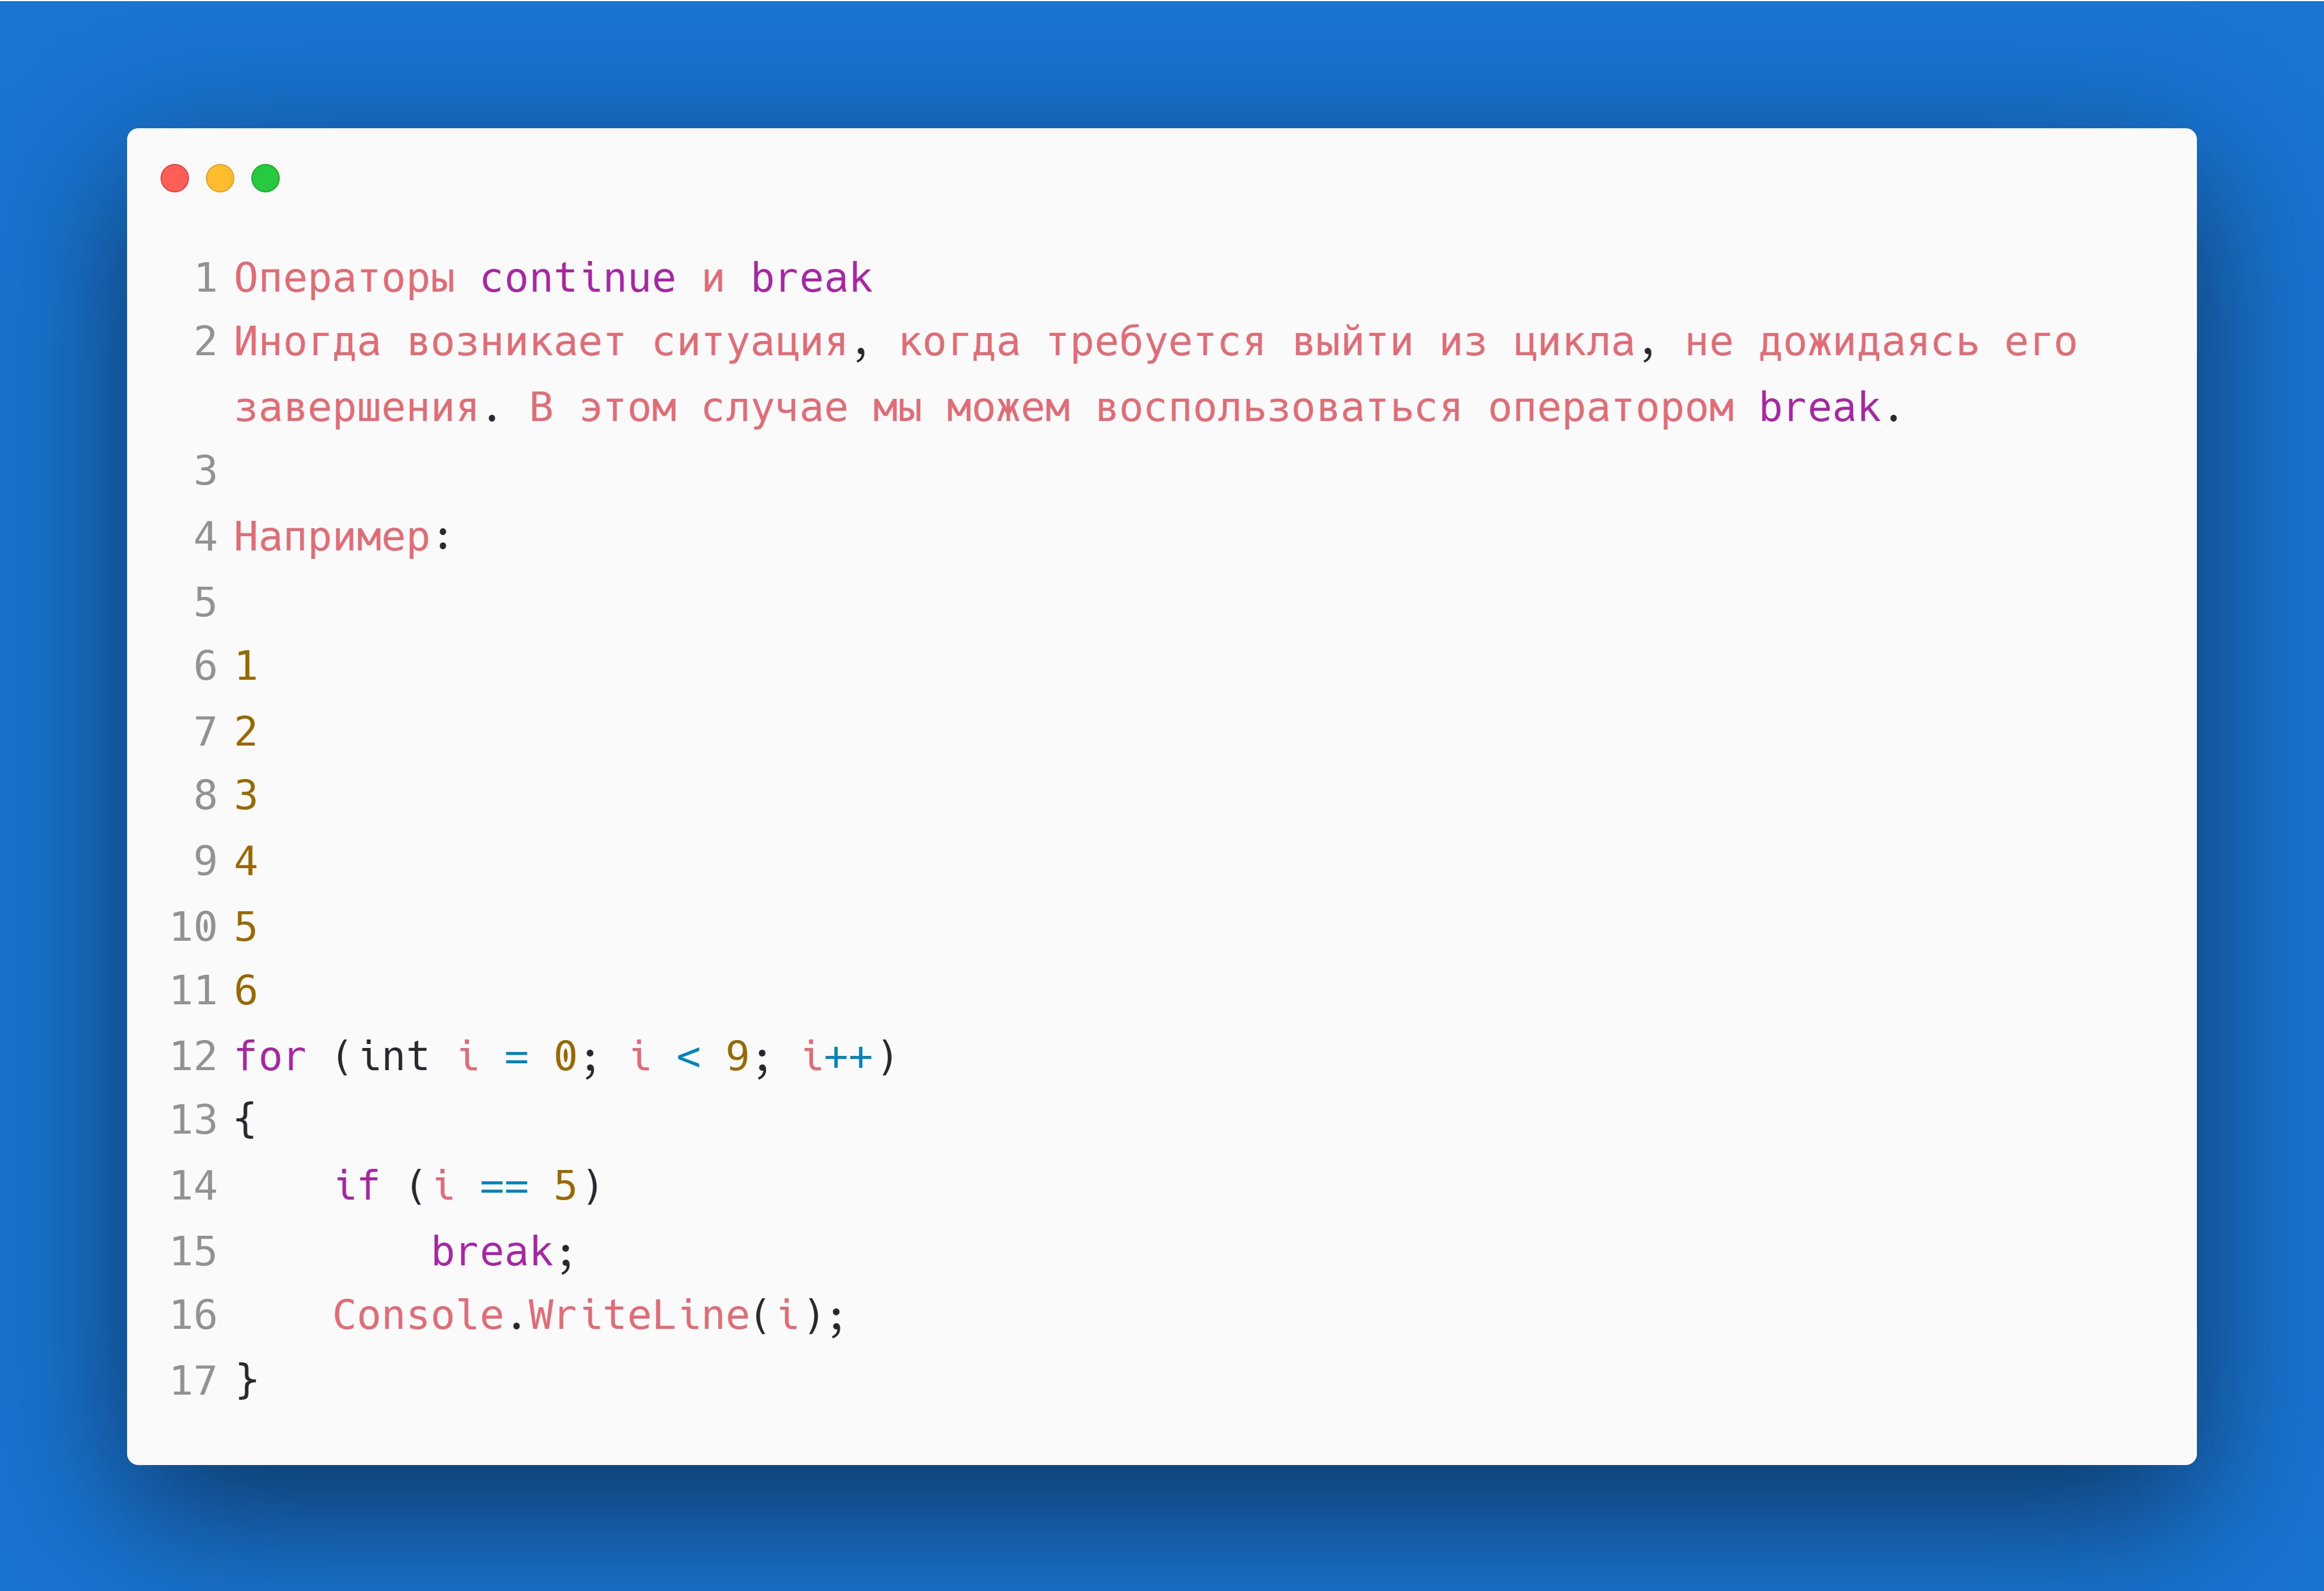 1 Операторы continue и break
2 Иногда возникает ситуация, когда требуется выйти из цикла, не дожидаясь его
завершения. В этом случае мы можем воспользоваться оператором break.
3
4 Например:
5
6 1
7 2
8 3
9 4
10 5
11 6
12 for (int i = 0; i < 9; i++)
13 {
14     if (i == 5)
15         break;
16     Console.WriteLine(i);
17 }